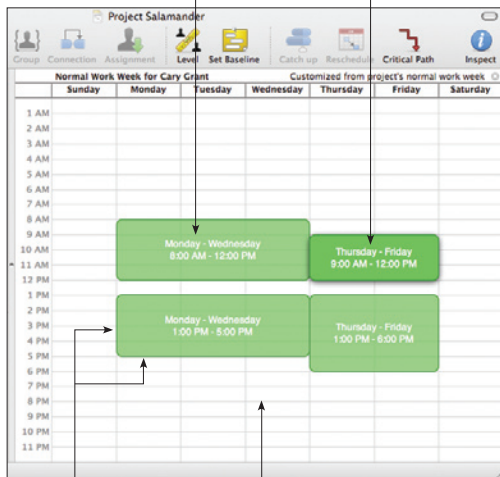 Project Salamander
Group Connection Assignment Level Set Baseline Catch up Reschedule Critical Path Inspect
Normal Work Week for Cary Grant Customized from project's normal work week
Sunday Monday Tuesday Wednesday Thursday Friday Saturday
1 AM
2 AM
3 AM
4 AM
5 AM
6 AM
7 AM
8 AM
9 AM
10 AM
11 AM
12 PM
1 PM
2 PM
3 PM
4 PM
5 PM
6 PM
7 PM
8 PM
9 PM
10 PM
11 PM
Monday - Wednesday
8:00 AM - 12:00 PM
Thursday - Friday
9:00 AM - 12:00 PM
Monday - Wednesday
1:00 PM - 5:00 PM
Thursday - Friday
1:00 PM - 6:00 PM